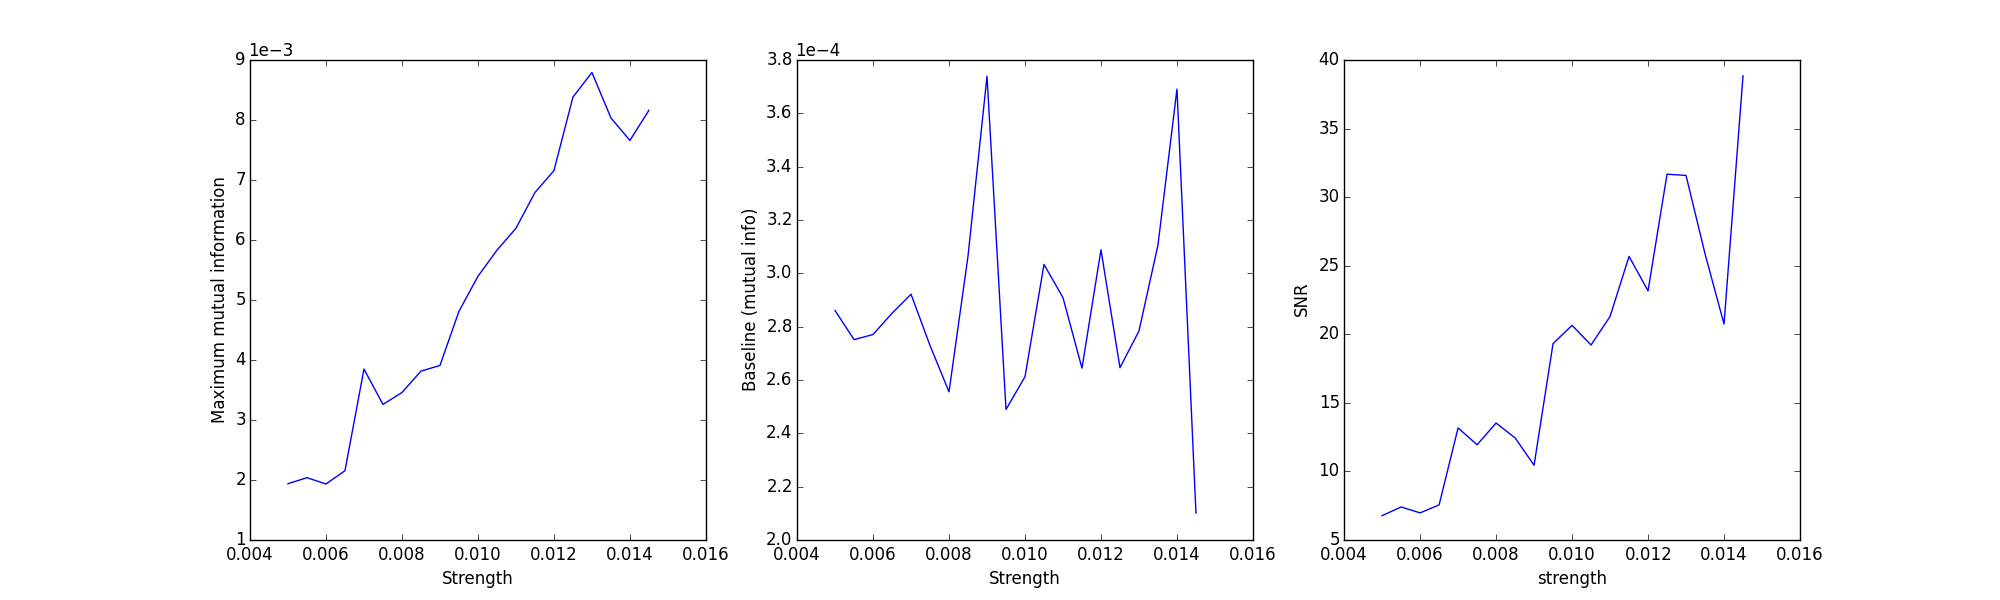 1e−3
9
8
7
6
5
4
3
2
1
0.004 0.006 0.008 0.010 0.012 0.014 0.016
Strength
Maximum mutual information
1e−4
3.8
3.6
3.4
3.2
3.0
2.8
2.6
2.4
2.2
2.0
0.004 0.006 0.008 0.010 0.012 0.014 0.016
Strength
Baseline (mutual info)
40
35
30
25
20
15
10
5
0.004 0.006 0.008 0.010 0.012 0.014 0.016
strength
SNR